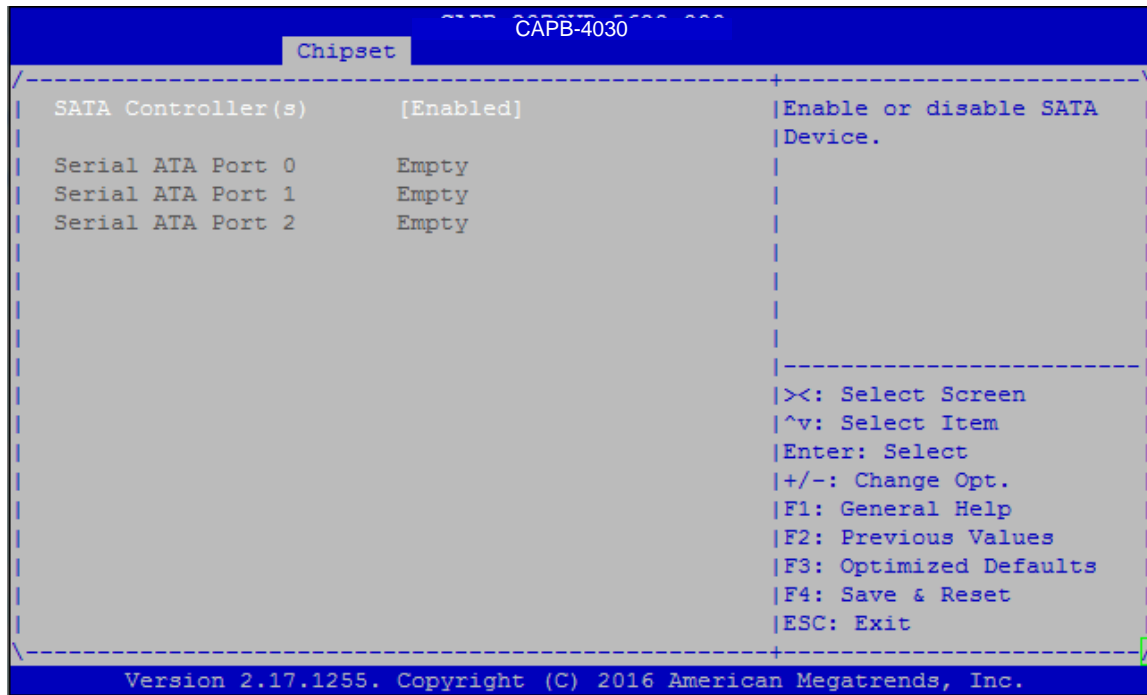 CAPB-4030
Chipset
SATA Controller(s) [Enabled]
Serial ATA Port 0 Empty
Serial ATA Port 1 Empty
Serial ATA Port 2 Empty
Enable or disable SATA
Device.
><: Select Screen
^v: Select Item
Enter: Select
+/-: Change Opt.
F1: General Help
F2: Previous Values
F3: Optimized Defaults
F4: Save & Reset
ESC: Exit
Version 2.17.1255. Copyright (C) 2016 American Megatrends, Inc.